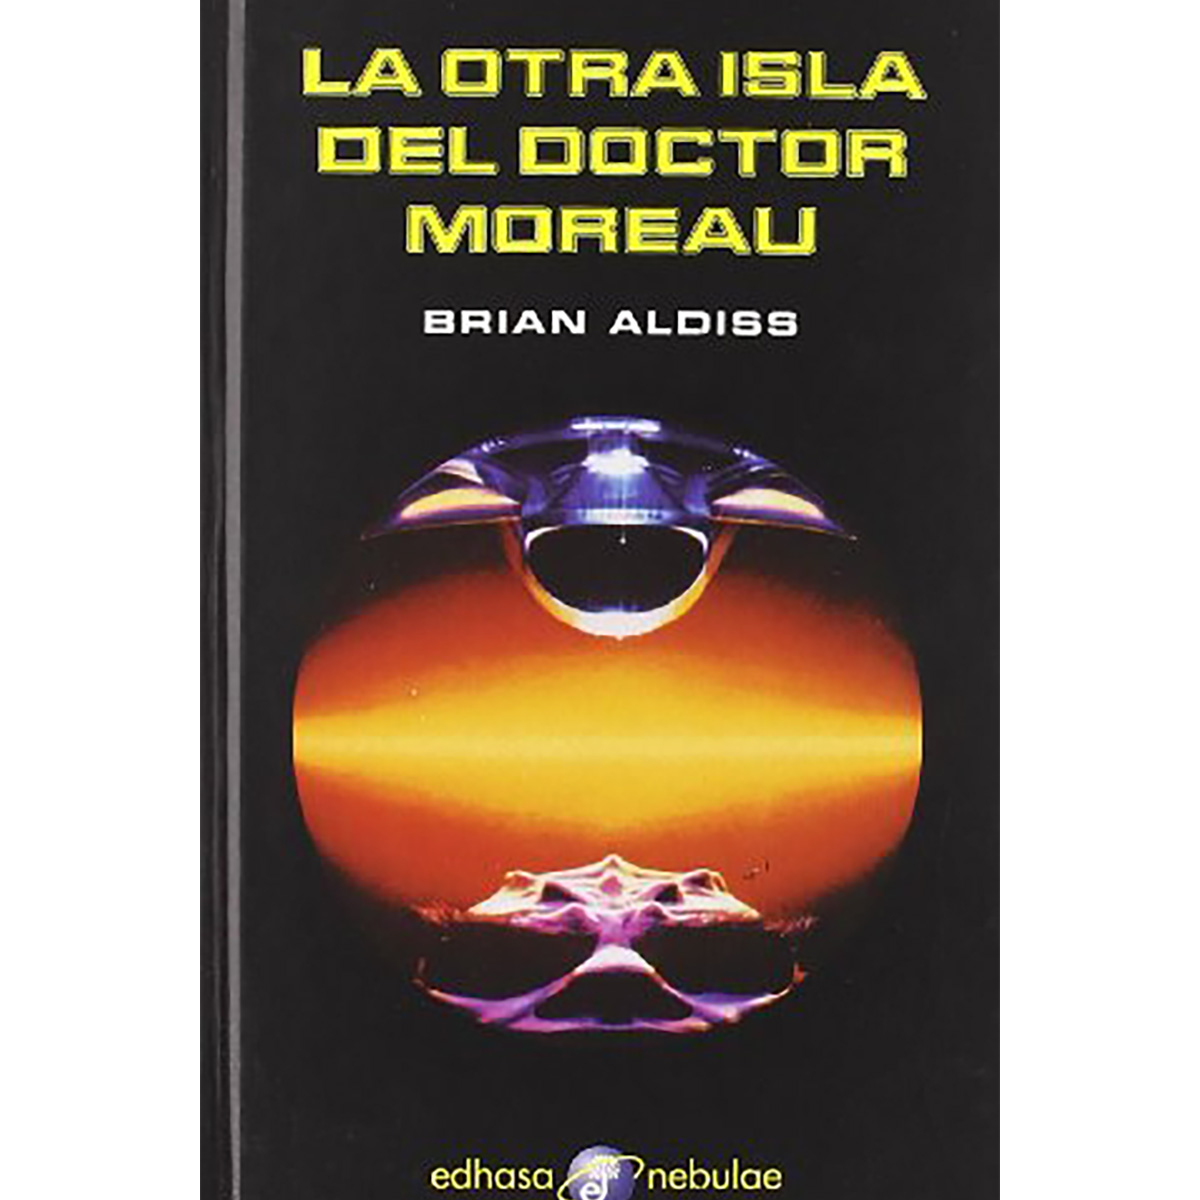 LA OTRA ISLA
DEL DOCTOR
MOREAU
BRIAN ALDISS
edhasa e nebulae